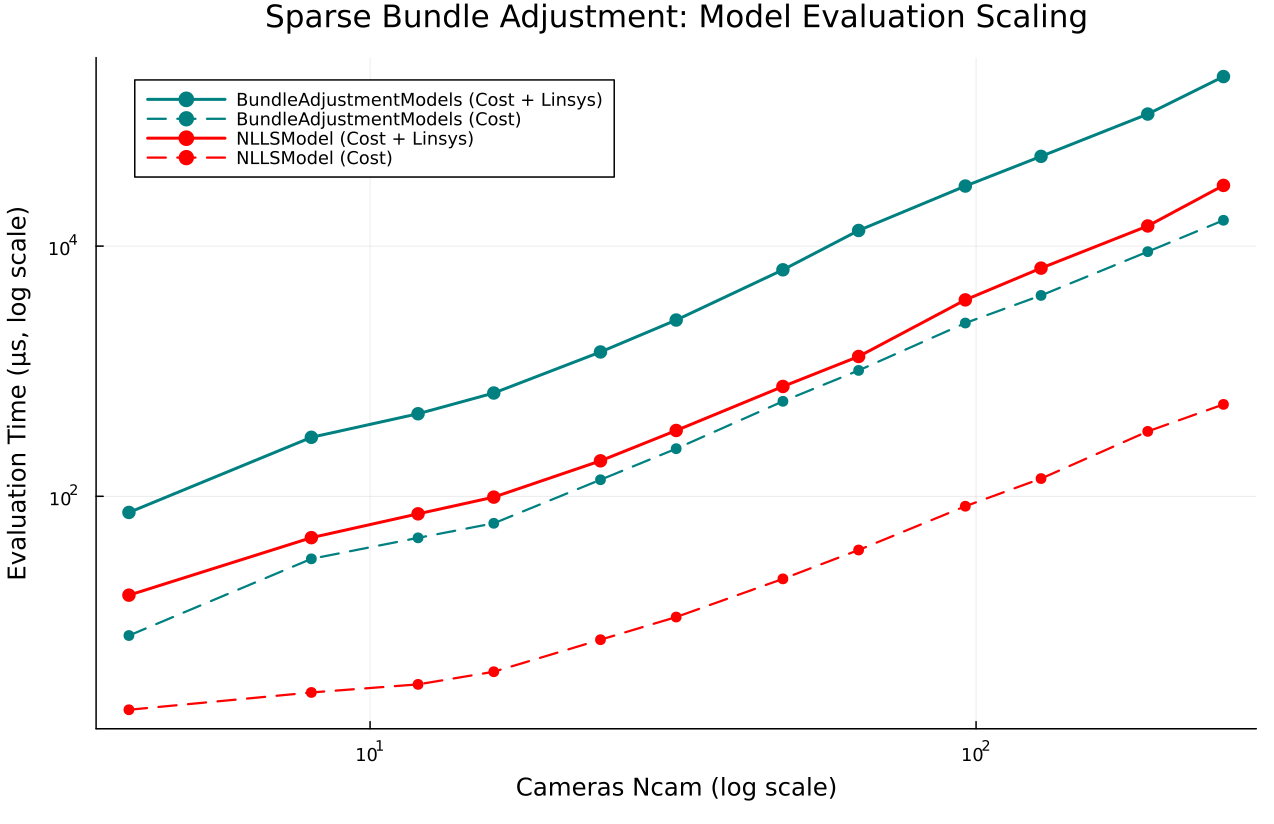 Sparse Bundle Adjustment: Model Evaluation Scaling
BundleAdjustmentModels (Cost + Linsys)
BundleAdjustmentModels (Cost)
NLLSModel (Cost + Linsys)
NLLSModel (Cost)
Evaluation Time (μs, log scale)
10⁴
10²
10¹
10²
Cameras Ncam (log scale)